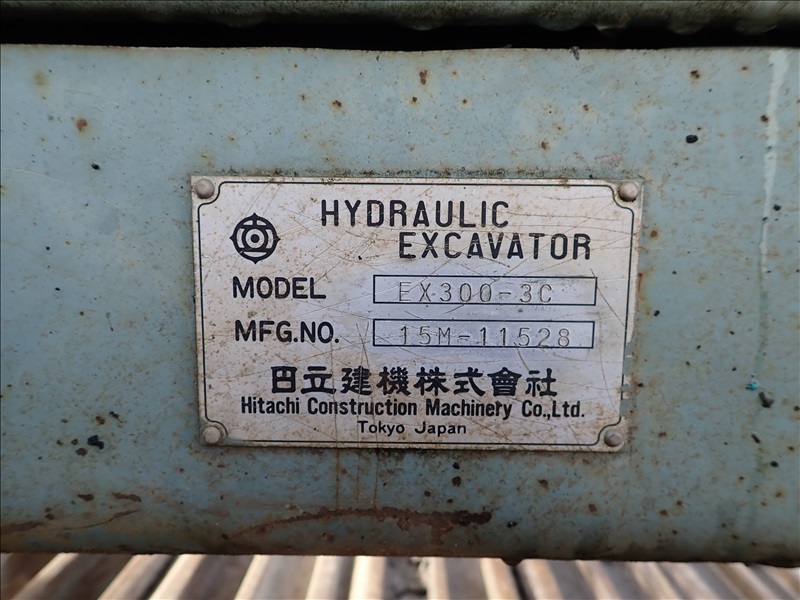 HYDRAULIC
EXCAVATOR
MODEL EX300-3C
MFG.NO. 15M-11528
日立建機株式會社
Hitachi Construction Machinery Co.,Ltd.
Tokyo Japan